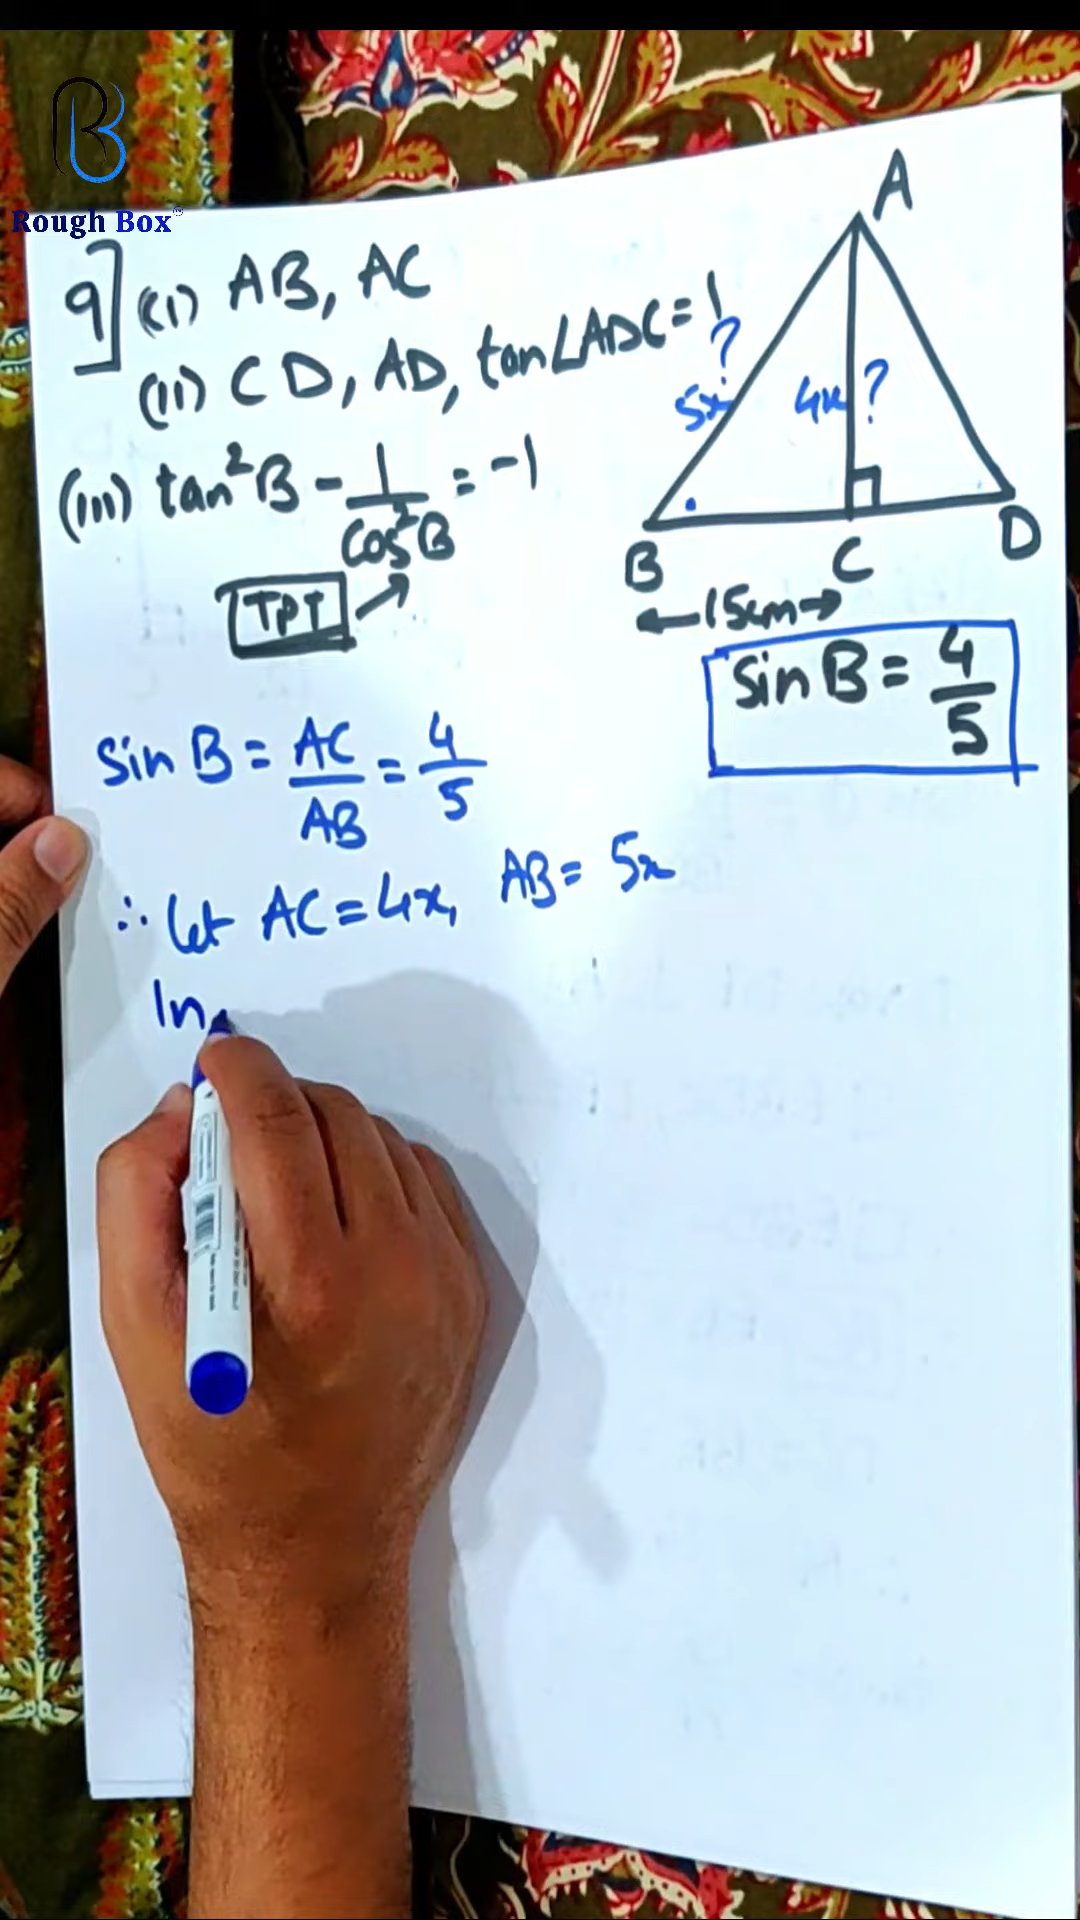 Rough Box™
9] (i) AB, AC
(ii) CD, AD, tan∠ADC = 1
(iii) tan²B - 1/cos²B = -1
TPT
A
?
5x
4x ?
B
C
D
15cm
sin B = 4/5
Sin B = AC/AB = 4/5
∴ Let AC = 4x, AB = 5x
In